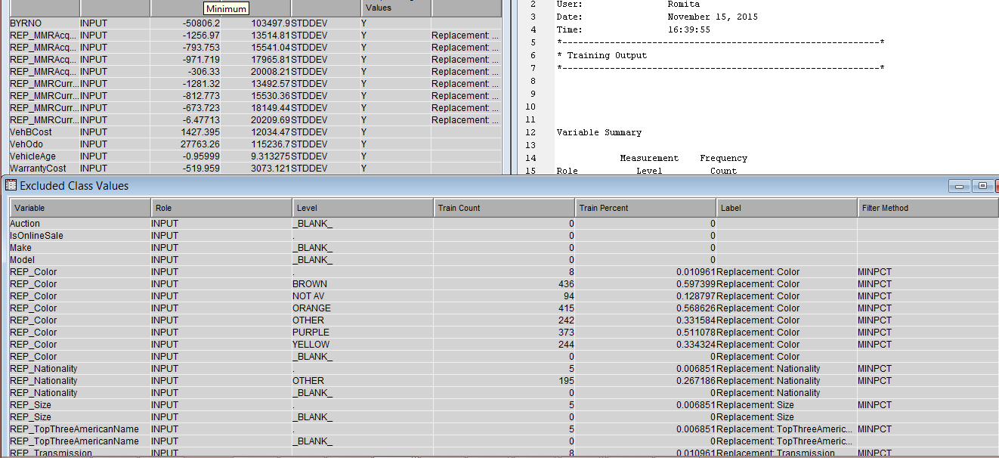 Minimum
Values
BYRNO INPUT -50806.2 103497.9 STDDEV Y
REP_MMRAcq... INPUT -1256.97 13514.81 STDDEV Y Replacement: ...
REP_MMRAcq... INPUT -793.753 15541.04 STDDEV Y Replacement: ...
REP_MMRAcq... INPUT -971.719 17965.81 STDDEV Y Replacement: ...
REP_MMRAcq... INPUT -306.33 20008.21 STDDEV Y Replacement: ...
REP_MMRCurr... INPUT -1281.32 13492.57 STDDEV Y Replacement: ...
REP_MMRCurr... INPUT -812.773 15530.36 STDDEV Y Replacement: ...
REP_MMRCurr... INPUT -673.723 18149.44 STDDEV Y Replacement: ...
REP_MMRCurr... INPUT -6.47713 20209.69 STDDEV Y Replacement: ...
VehBCost INPUT 1427.395 12034.47 STDDEV Y
VehOdo INPUT 27763.26 115236.7 STDDEV Y
VehicleAge INPUT -0.95999 9.313275 STDDEV Y
WarrantyCost INPUT -519.959 3073.121 STDDEV Y
2 User: Romita
3 Date: November 15, 2015
4 Time: 16:39:55
5 *------------------------------------------------------------*
6 * Training Output
7 *------------------------------------------------------------*
8
9
10
11
12 Variable Summary
13
14 Measurement Frequency
15 Role Level Count
Excluded Class Values
Variable Role Level Train Count Train Percent Label Filter Method
Auction INPUT _BLANK_ 0 0
IsOnlineSale INPUT . 0 0
Make INPUT _BLANK_ 0 0
Model INPUT _BLANK_ 0 0
REP_Color INPUT . 8 0.010961 Replacement: Color MINPCT
REP_Color INPUT BROWN 436 0.597399 Replacement: Color MINPCT
REP_Color INPUT NOT AV 94 0.128797 Replacement: Color MINPCT
REP_Color INPUT ORANGE 415 0.568626 Replacement: Color MINPCT
REP_Color INPUT OTHER 242 0.331584 Replacement: Color MINPCT
REP_Color INPUT PURPLE 373 0.511078 Replacement: Color MINPCT
REP_Color INPUT YELLOW 244 0.334324 Replacement: Color MINPCT
REP_Color INPUT _BLANK_ 0 0 Replacement: Color
REP_Nationality INPUT . 5 0.006851 Replacement: Nationality MINPCT
REP_Nationality INPUT OTHER 195 0.267186 Replacement: Nationality MINPCT
REP_Nationality INPUT _BLANK_ 0 0 Replacement: Nationality
REP_Size INPUT . 5 0.006851 Replacement: Size MINPCT
REP_Size INPUT _BLANK_ 0 0 Replacement: Size
REP_TopThreeAmericanName INPUT . 5 0.006851 Replacement: TopThreeAmeric... MINPCT
REP_TopThreeAmericanName INPUT _BLANK_ 0 0 Replacement: TopThreeAmeric...
REP_Transmission INPUT . 8 0.010961 Replacement: Transmission MINPCT